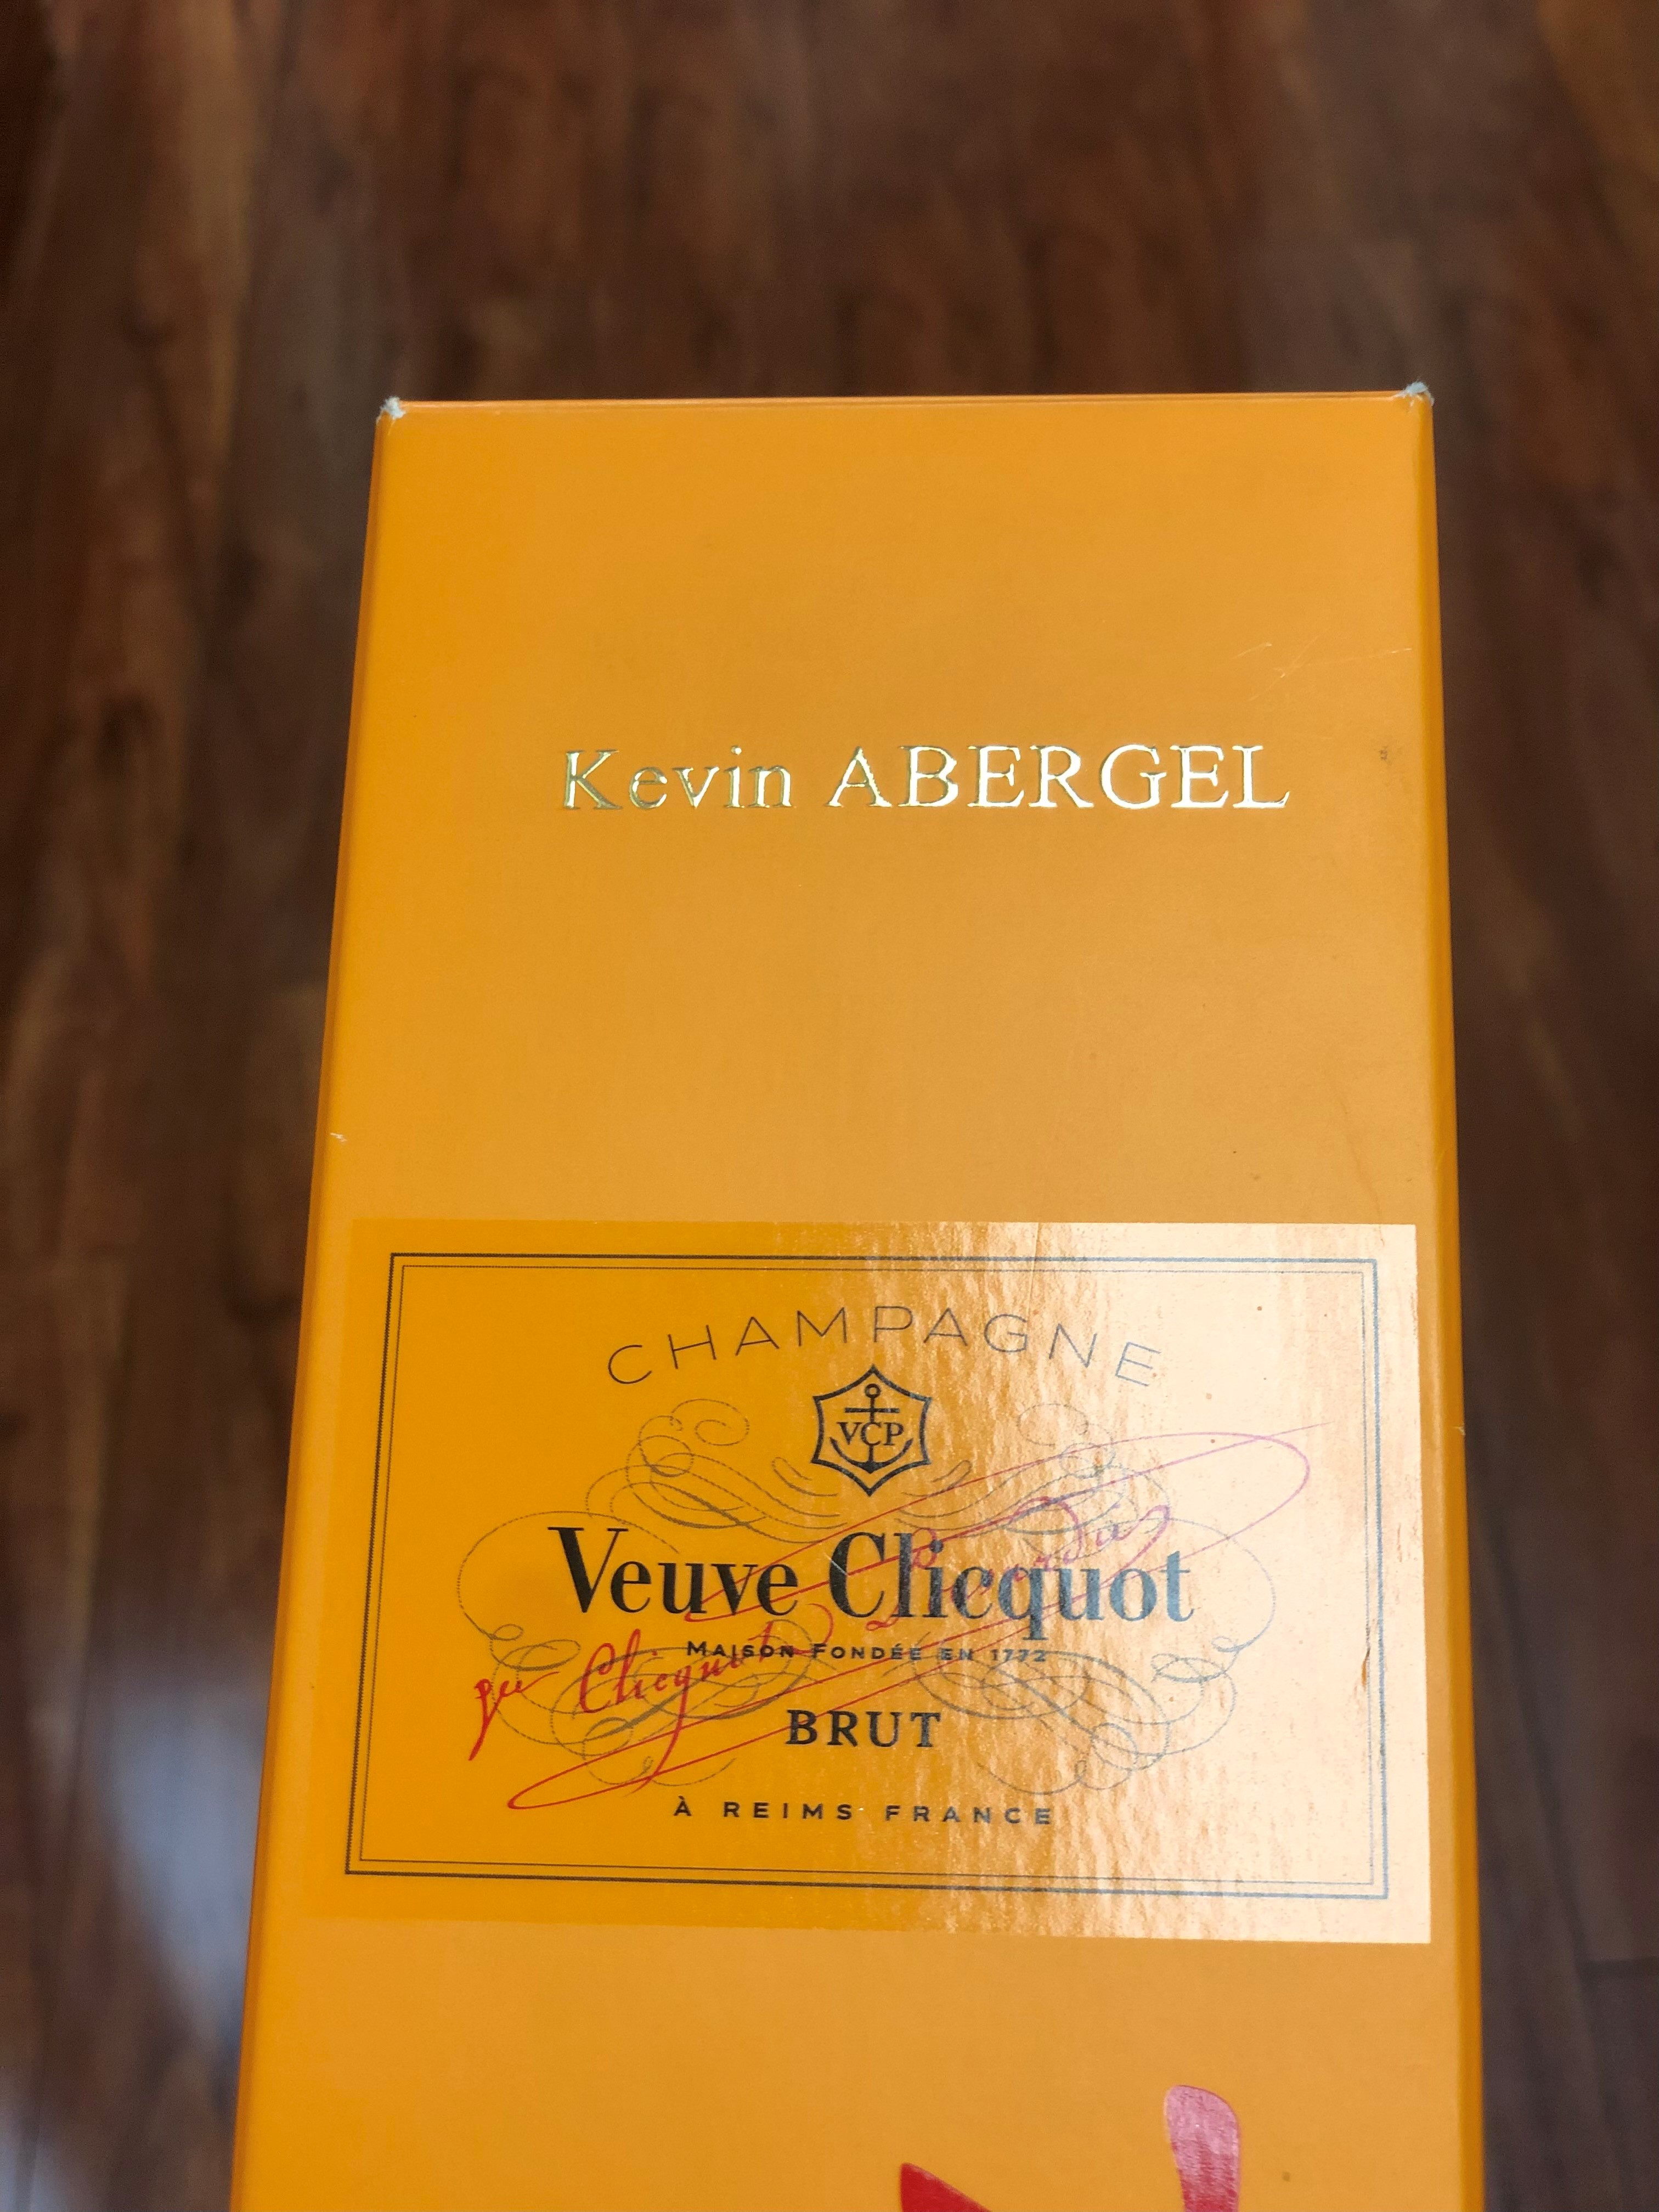 Kevin ABERGEL
CHAMPAGNE
VCP
Veuve Clicquot
MAISON FONDÉE EN 1772
BRUT
À REIMS FRANCE